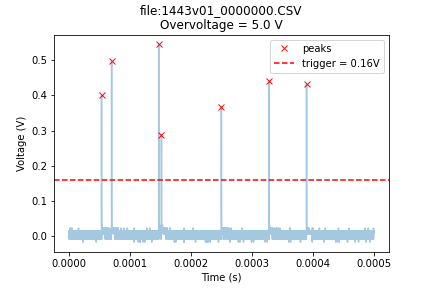 file:1443v01_0000000.CSV
Overvoltage = 5.0 V
peaks
trigger = 0.16V
Voltage (V)
0.5
0.4
0.3
0.2
0.1
0.0
0.0000 0.0001 0.0002 0.0003 0.0004 0.0005
Time (s)